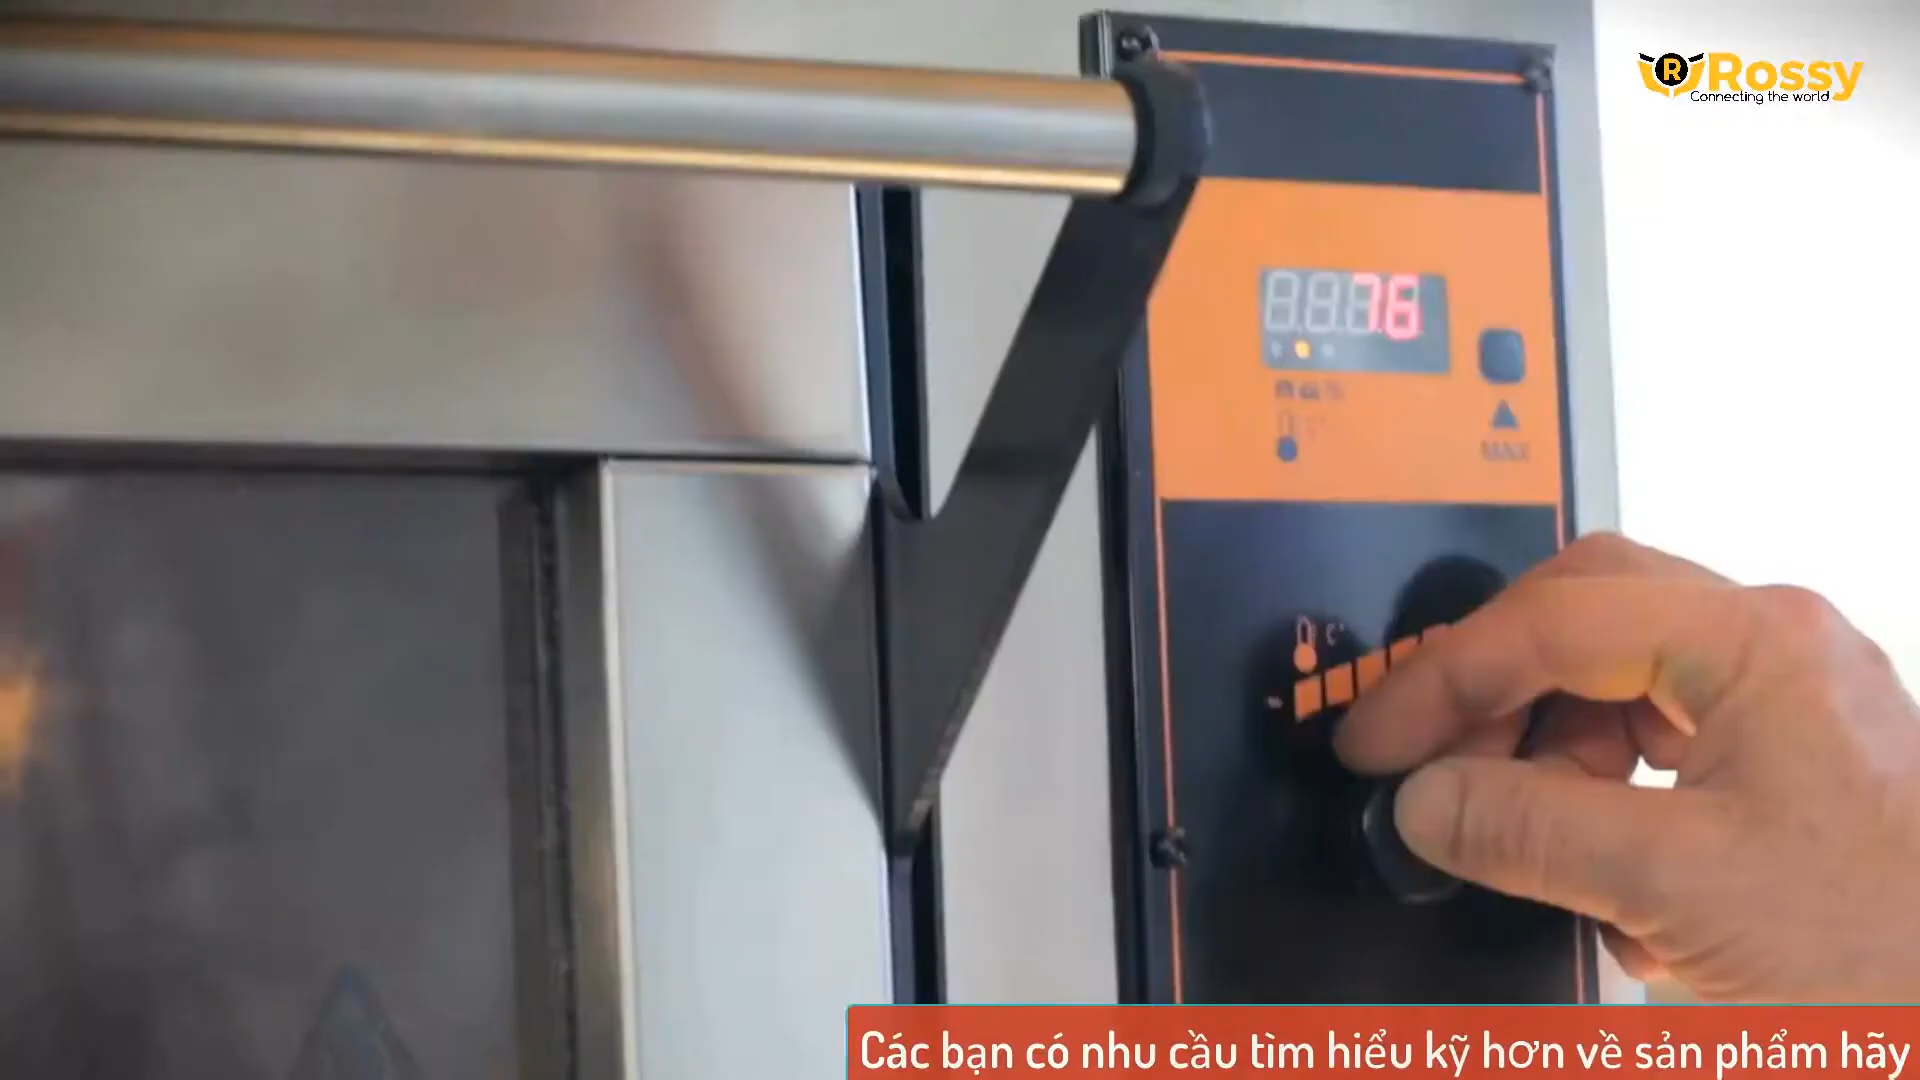 Rossy
Connecting the world
76
MAX
C°
Các bạn có nhu cầu tìm hiểu kỹ hơn về sản phẩm hãy